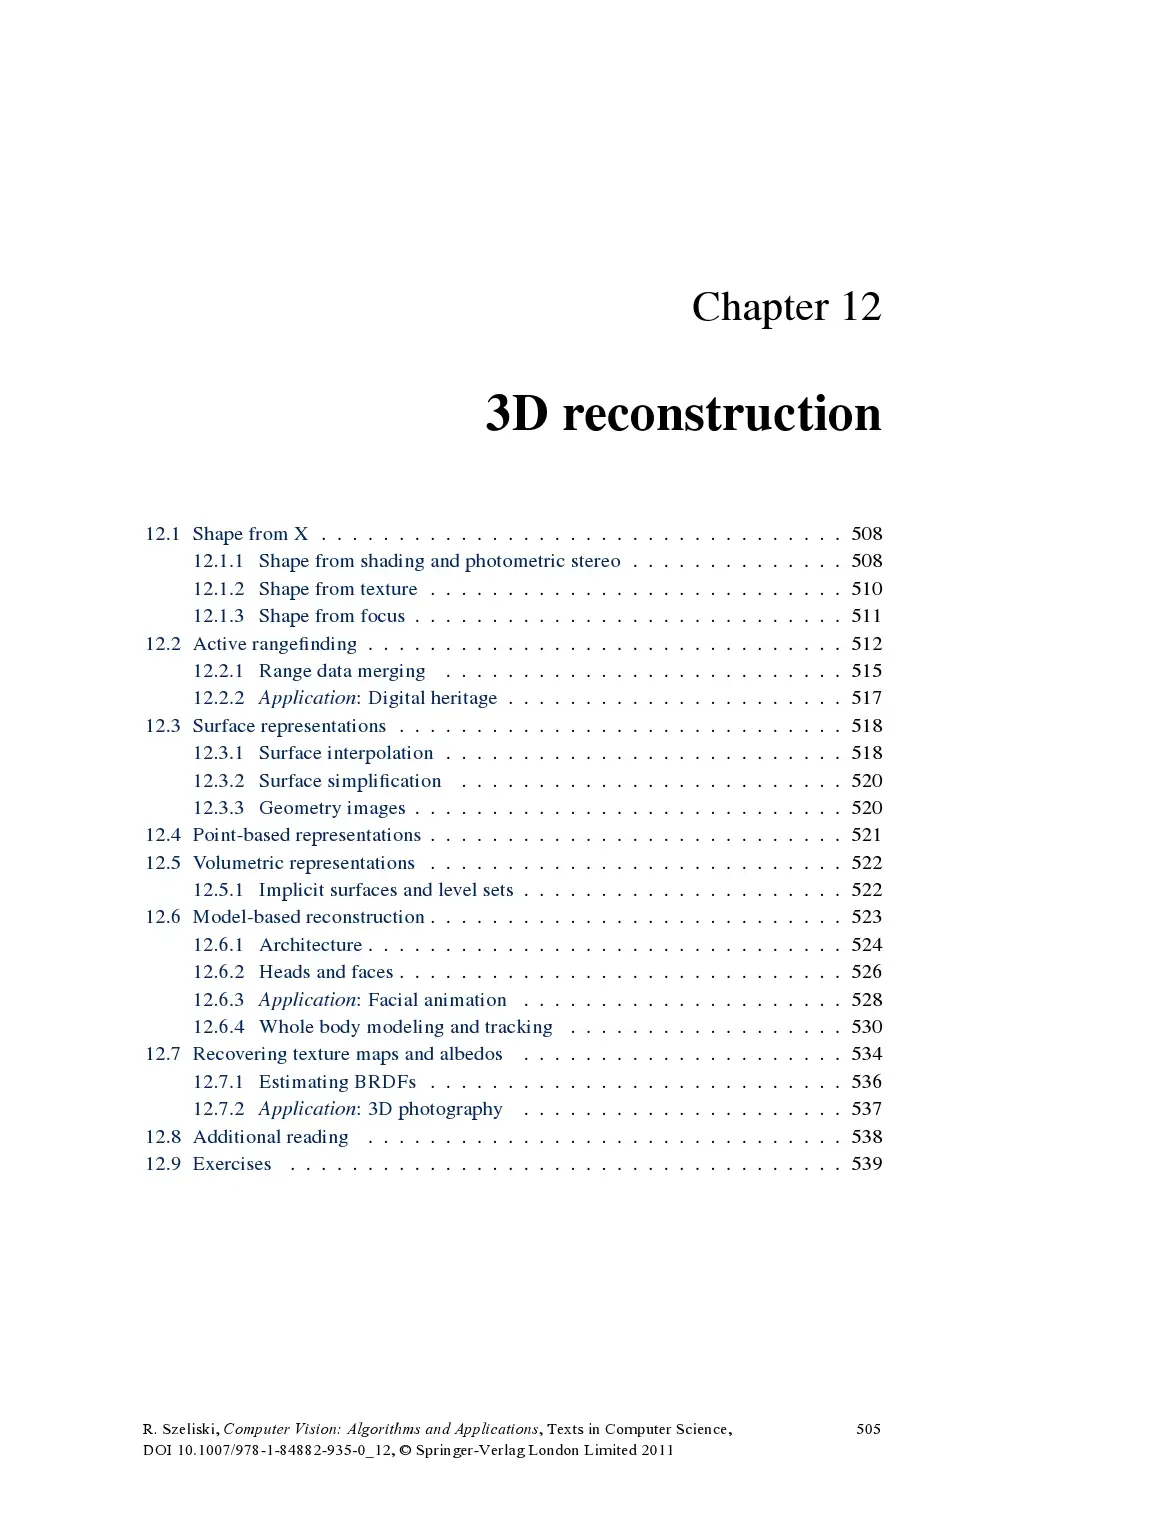 Chapter 12
3D reconstruction
12.1 Shape from X . . . . . . . . . . . . . . . . . . . . . . . . . . . . . . . . . . 508
12.1.1 Shape from shading and photometric stereo . . . . . . . . . . . . . . 508
12.1.2 Shape from texture . . . . . . . . . . . . . . . . . . . . . . . . . . . 510
12.1.3 Shape from focus . . . . . . . . . . . . . . . . . . . . . . . . . . . . 511
12.2 Active rangefinding . . . . . . . . . . . . . . . . . . . . . . . . . . . . . . . 512
12.2.1 Range data merging . . . . . . . . . . . . . . . . . . . . . . . . . . 515
12.2.2 Application: Digital heritage . . . . . . . . . . . . . . . . . . . . . . 517
12.3 Surface representations . . . . . . . . . . . . . . . . . . . . . . . . . . . . . 518
12.3.1 Surface interpolation . . . . . . . . . . . . . . . . . . . . . . . . . . 518
12.3.2 Surface simplification . . . . . . . . . . . . . . . . . . . . . . . . . 520
12.3.3 Geometry images . . . . . . . . . . . . . . . . . . . . . . . . . . . . 520
12.4 Point-based representations . . . . . . . . . . . . . . . . . . . . . . . . . . . 521
12.5 Volumetric representations . . . . . . . . . . . . . . . . . . . . . . . . . . . 522
12.5.1 Implicit surfaces and level sets . . . . . . . . . . . . . . . . . . . . . 522
12.6 Model-based reconstruction . . . . . . . . . . . . . . . . . . . . . . . . . . . 523
12.6.1 Architecture . . . . . . . . . . . . . . . . . . . . . . . . . . . . . . . 524
12.6.2 Heads and faces . . . . . . . . . . . . . . . . . . . . . . . . . . . . . 526
12.6.3 Application: Facial animation . . . . . . . . . . . . . . . . . . . . . 528
12.6.4 Whole body modeling and tracking . . . . . . . . . . . . . . . . . . 530
12.7 Recovering texture maps and albedos . . . . . . . . . . . . . . . . . . . . . 534
12.7.1 Estimating BRDFs . . . . . . . . . . . . . . . . . . . . . . . . . . . 536
12.7.2 Application: 3D photography . . . . . . . . . . . . . . . . . . . . . 537
12.8 Additional reading . . . . . . . . . . . . . . . . . . . . . . . . . . . . . . . 538
12.9 Exercises . . . . . . . . . . . . . . . . . . . . . . . . . . . . . . . . . . . . 539
R. Szeliski, Computer Vision: Algorithms and Applications, Texts in Computer Science, 505
DOI 10.1007/978-1-84882-935-0_12, © Springer-Verlag London Limited 2011